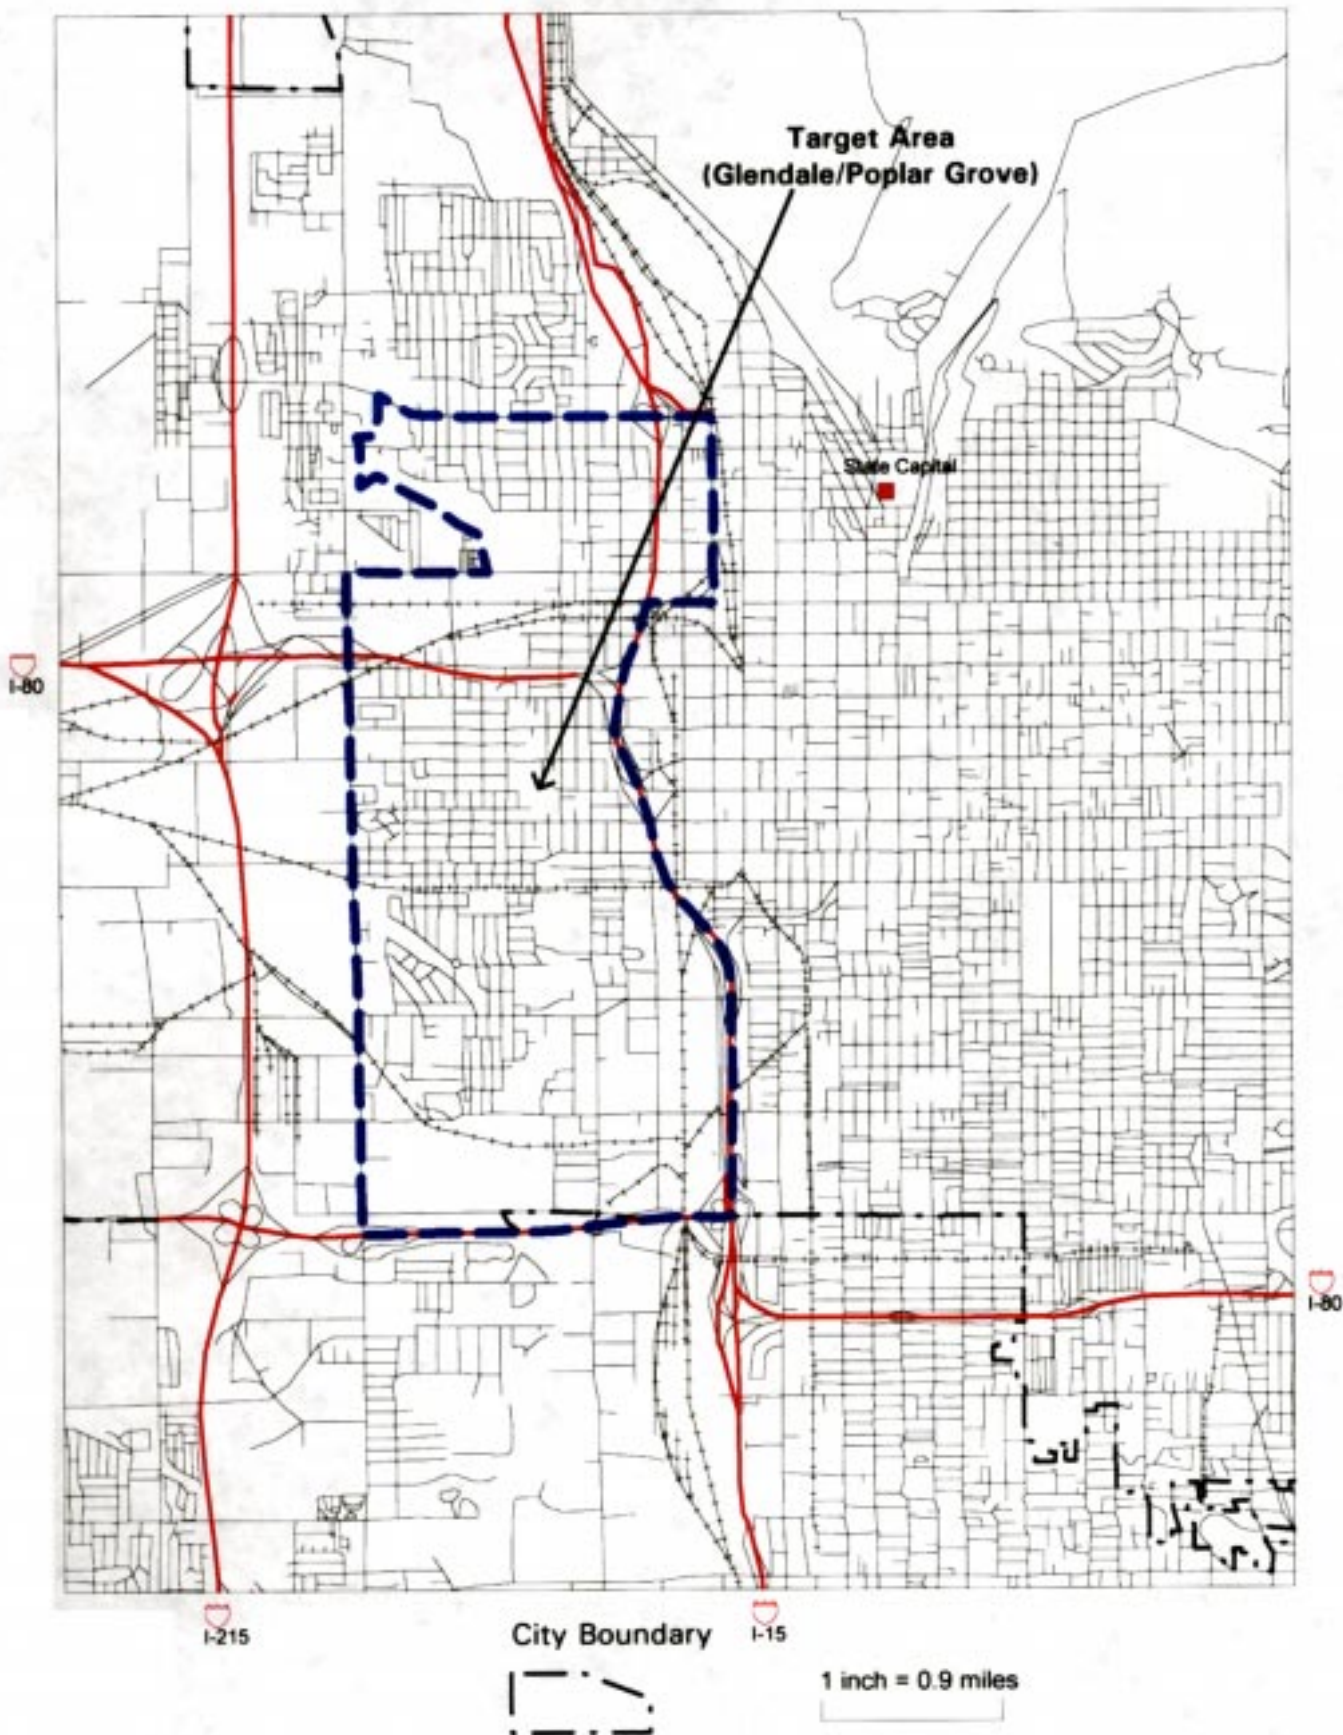 Target Area
(Glendale/Poplar Grove)
State Capital
I-80
I-80
I-215
I-15
City Boundary
1 inch = 0.9 miles